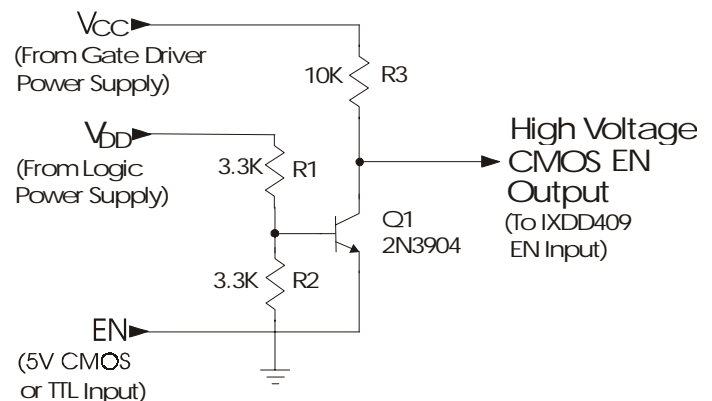 VCC
(From Gate Driver
Power Supply)
10K
R3
VDD
(From Logic
Power Supply)
3.3K
R1
High Voltage
CMOS EN
Output
(To IXDD409
EN Input)
Q1
2N3904
3.3K
R2
EN
(5V CMOS
or TTL Input)